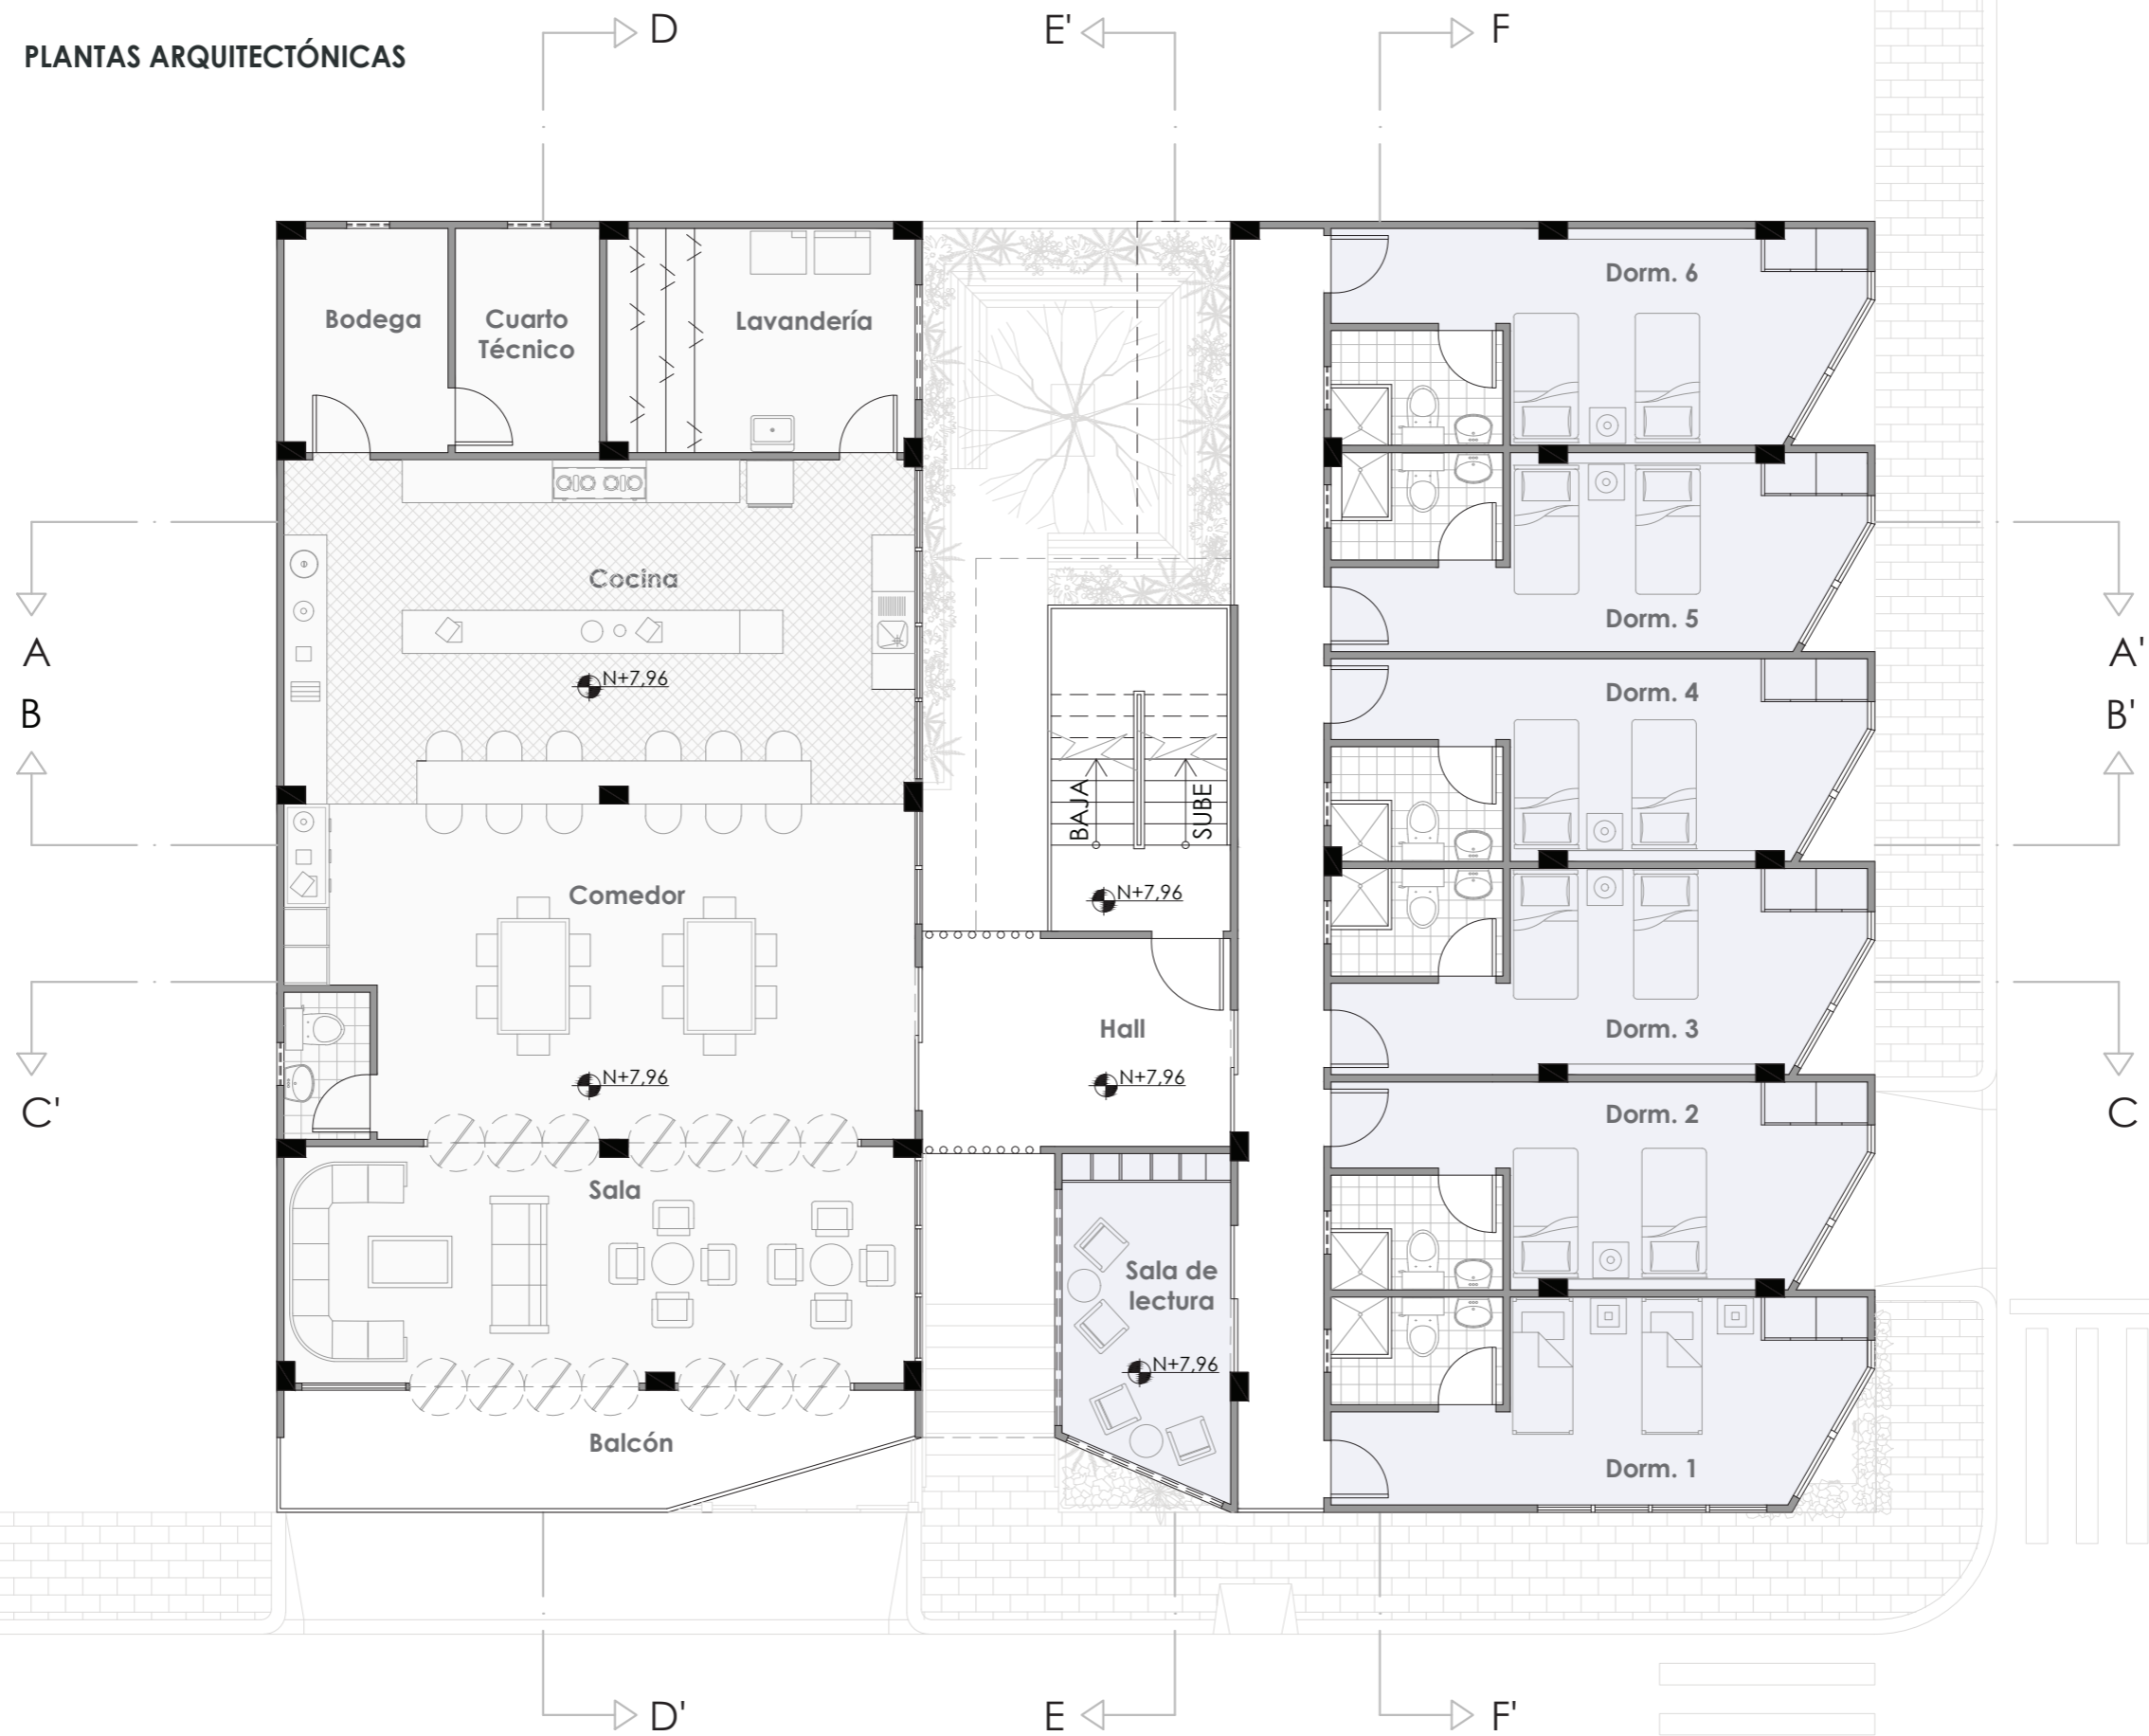 D
E'
F
PLANTAS ARQUITECTÓNICAS
Dorm. 6
Bodega
Cuarto
Técnico
Lavandería
Cocina
Dorm. 5
A
A'
N+7,96
Dorm. 4
B
B'
BAJA
SUBE
Comedor
N+7,96
Hall
Dorm. 3
N+7,96
N+7,96
C'
Dorm. 2
C
Sala
Sala de
lectura
N+7,96
Balcón
Dorm. 1
D'
E
F'